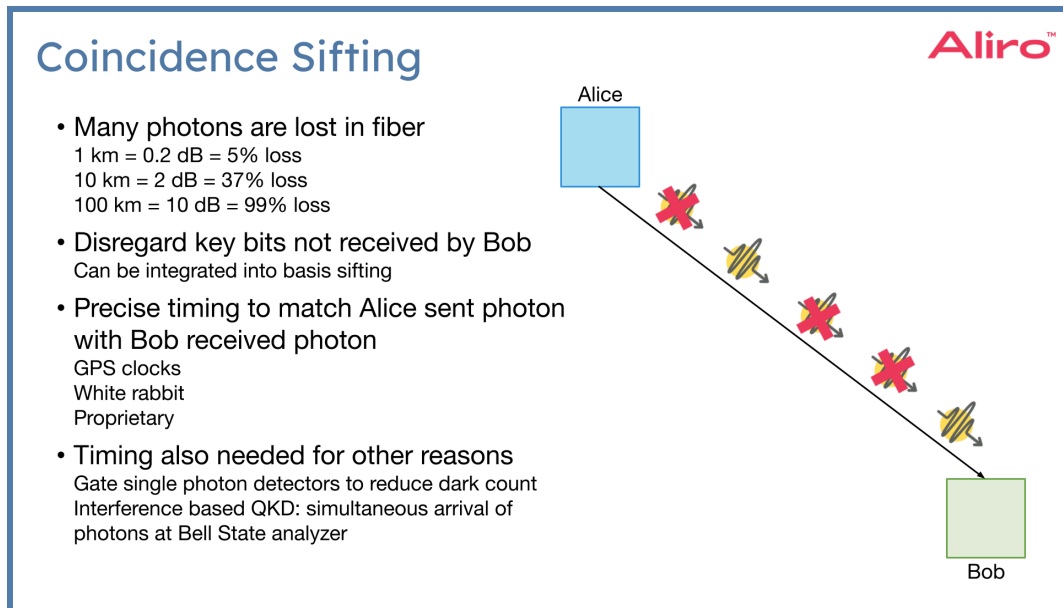 Coincidence Sifting
Aliro™
• Many photons are lost in fiber
1 km = 0.2 dB = 5% loss
10 km = 2 dB = 37% loss
100 km = 10 dB = 99% loss
• Disregard key bits not received by Bob
Can be integrated into basis sifting
• Precise timing to match Alice sent photon
with Bob received photon
GPS clocks
White rabbit
Proprietary
• Timing also needed for other reasons
Gate single photon detectors to reduce dark count
Interference based QKD: simultaneous arrival of
photons at Bell State analyzer
Alice
Bob